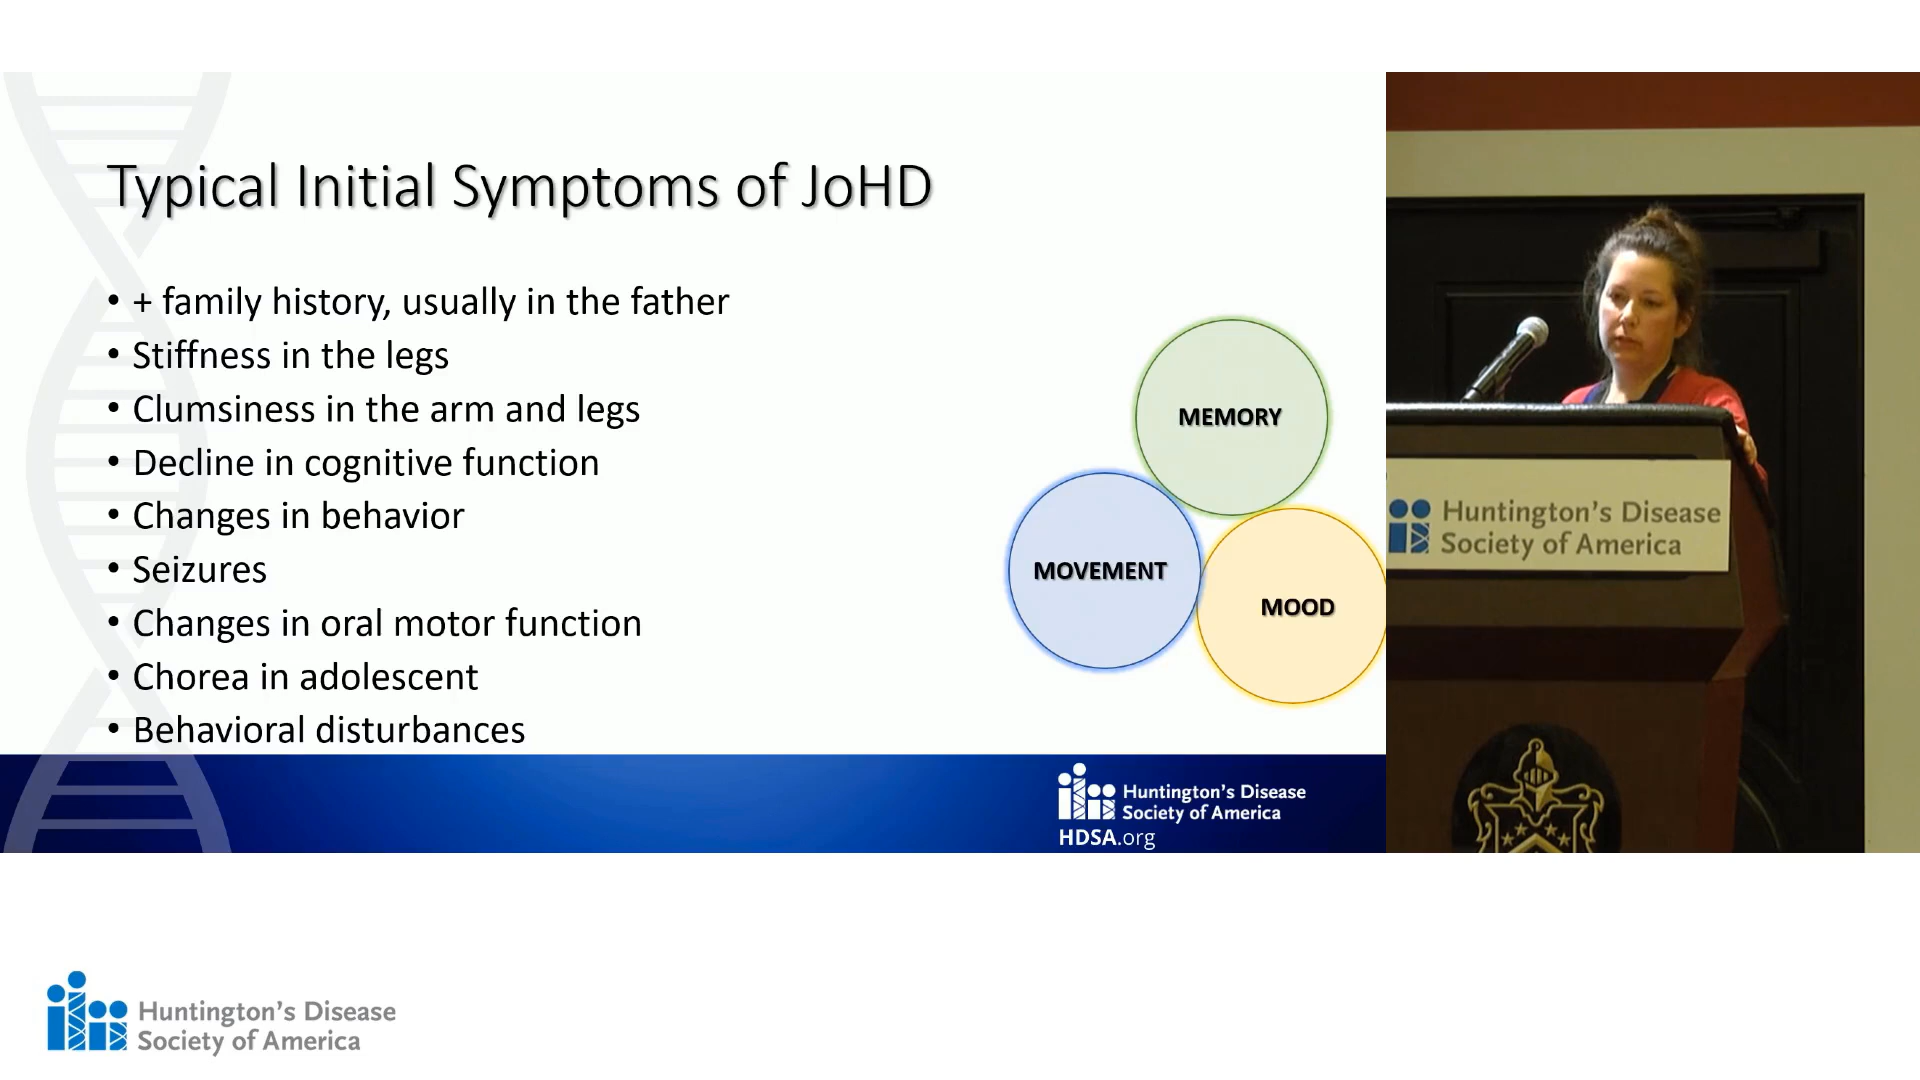 Typical Initial Symptoms of JoHD
• + family history, usually in the father
• Stiffness in the legs
• Clumsiness in the arm and legs
• Decline in cognitive function
• Changes in behavior
• Seizures
• Changes in oral motor function
• Chorea in adolescent
• Behavioral disturbances
MEMORY
MOVEMENT
MOOD
Huntington's Disease
Society of America
HDSA.org
Huntington's Disease
Society of America
Huntington's Disease
Society of America